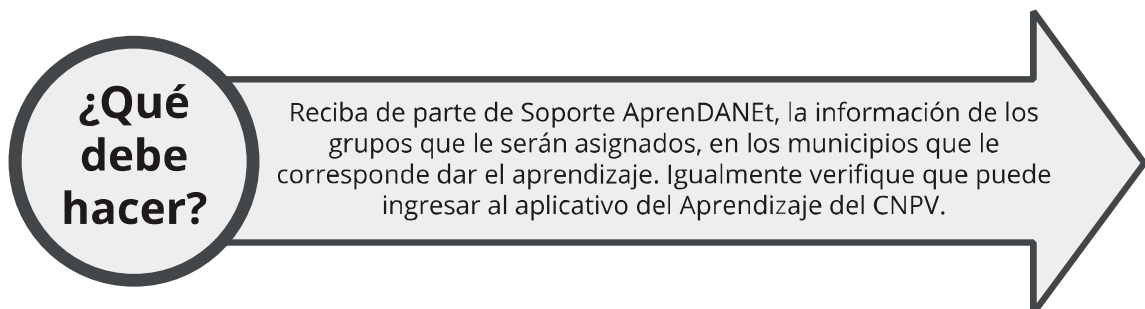 ¿Qué
debe
hacer?
Reciba de parte de Soporte AprenDANEt, la información de los
grupos que le serán asignados, en los municipios que le
corresponde dar el aprendizaje. Igualmente verifique que puede
ingresar al aplicativo del Aprendizaje del CNPV.